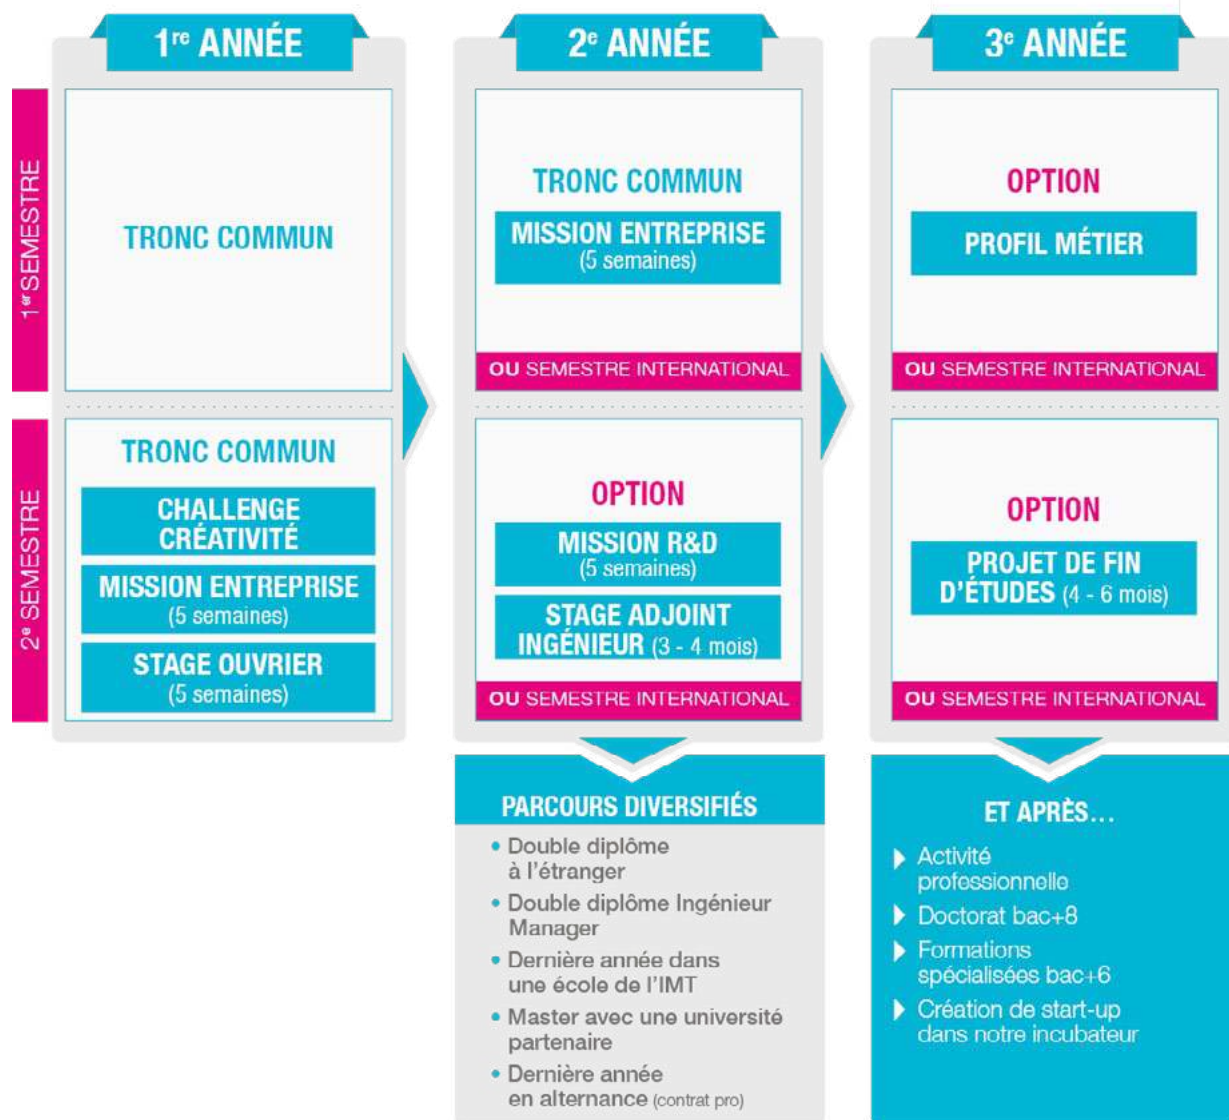 1re ANNÉE
2e ANNÉE
3e ANNÉE
1er SEMESTRE
TRONC COMMUN
TRONC COMMUN
MISSION ENTREPRISE
(5 semaines)
OU SEMESTRE INTERNATIONAL
OPTION
PROFIL MÉTIER
OU SEMESTRE INTERNATIONAL
2e SEMESTRE
TRONC COMMUN
CHALLENGE
CRÉATIVITÉ
MISSION ENTREPRISE
(5 semaines)
STAGE OUVRIER
(5 semaines)
OPTION
MISSION R&D
(5 semaines)
STAGE ADJOINT
INGÉNIEUR (3 - 4 mois)
OU SEMESTRE INTERNATIONAL
OPTION
PROJET DE FIN
D'ÉTUDES (4 - 6 mois)
OU SEMESTRE INTERNATIONAL
PARCOURS DIVERSIFIÉS
• Double diplôme
à l'étranger
• Double diplôme Ingénieur
Manager
• Dernière année dans
une école de l'IMT
• Master avec une université
partenaire
• Dernière année
en alternance (contrat pro)
ET APRÈS...
Activité
professionnelle
Doctorat bac+8
Formations
spécialisées bac+6
Création de start-up
dans notre incubateur